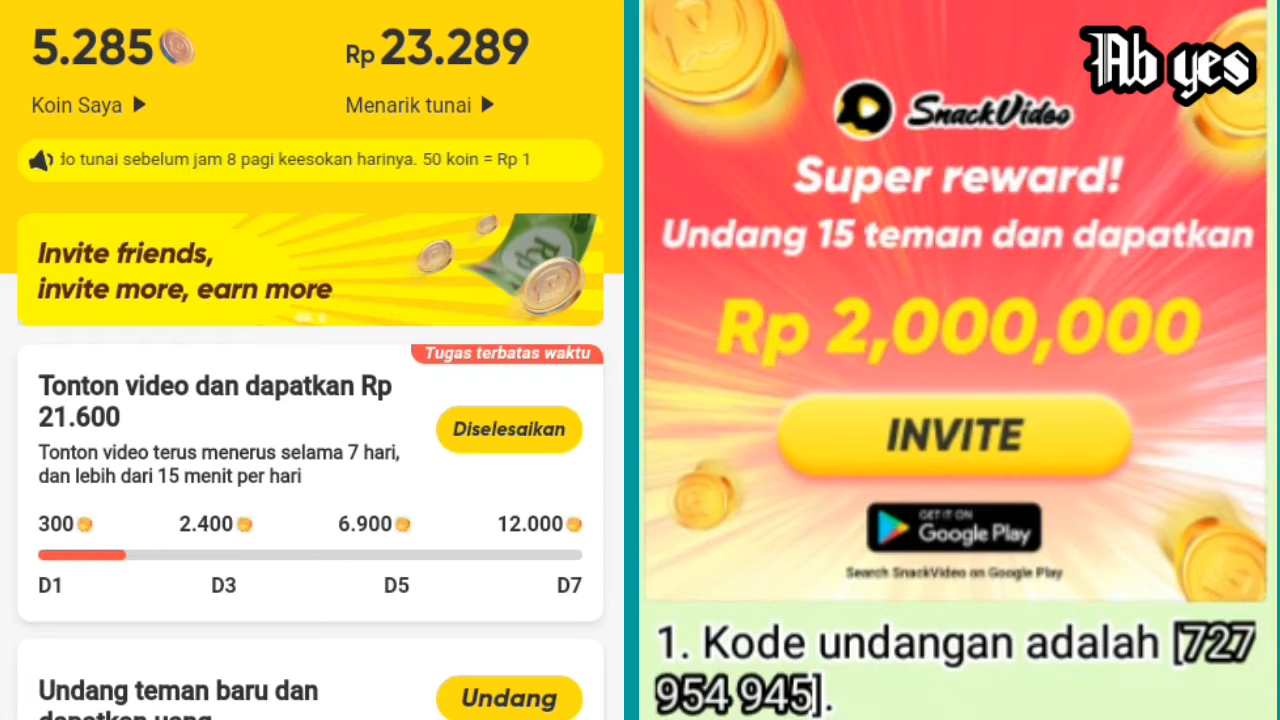 5.285
Rp 23.289
Koin Saya
Menarik tunai
do tunai sebelum jam 8 pagi keesokan harinya. 50 koin = Rp 1
Invite friends,
invite more, earn more
Tugas terbatas waktu
Tonton video dan dapatkan Rp
21.600
Diselesaikan
Tonton video terus menerus selama 7 hari,
dan lebih dari 15 menit per hari
300 2.400 6.900 12.000
D1 D3 D5 D7
Undang teman baru dan
dapatkan uang
Undang
Ab yes
SnackVideo
Super reward!
Undang 15 teman dan dapatkan
Rp 2,000,000
INVITE
GET IT ON
Google Play
Search SnackVideo on Google Play
1. Kode undangan adalah [727
954 945].